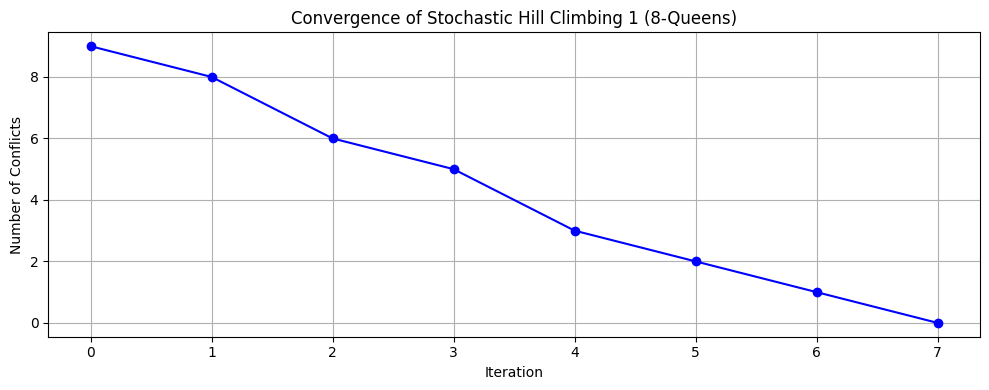 Convergence of Stochastic Hill Climbing 1 (8-Queens)
Number of Conflicts
8
6
4
2
0
0 1 2 3 4 5 6 7
Iteration